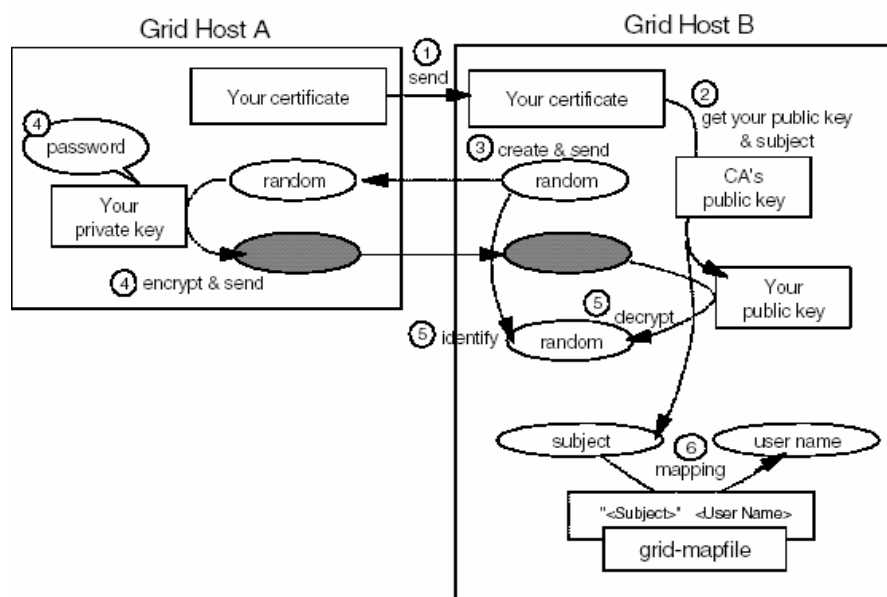 Grid Host A
Grid Host B
1
send
Your certificate
Your certificate
2
get your public key
& subject
4
password
3 create & send
random
random
CA's
public key
Your
private key
4 encrypt & send
Your
public key
5
decrypt
5 identify
random
subject
6
mapping
user name
"<Subject>" <User Name>
grid-mapfile